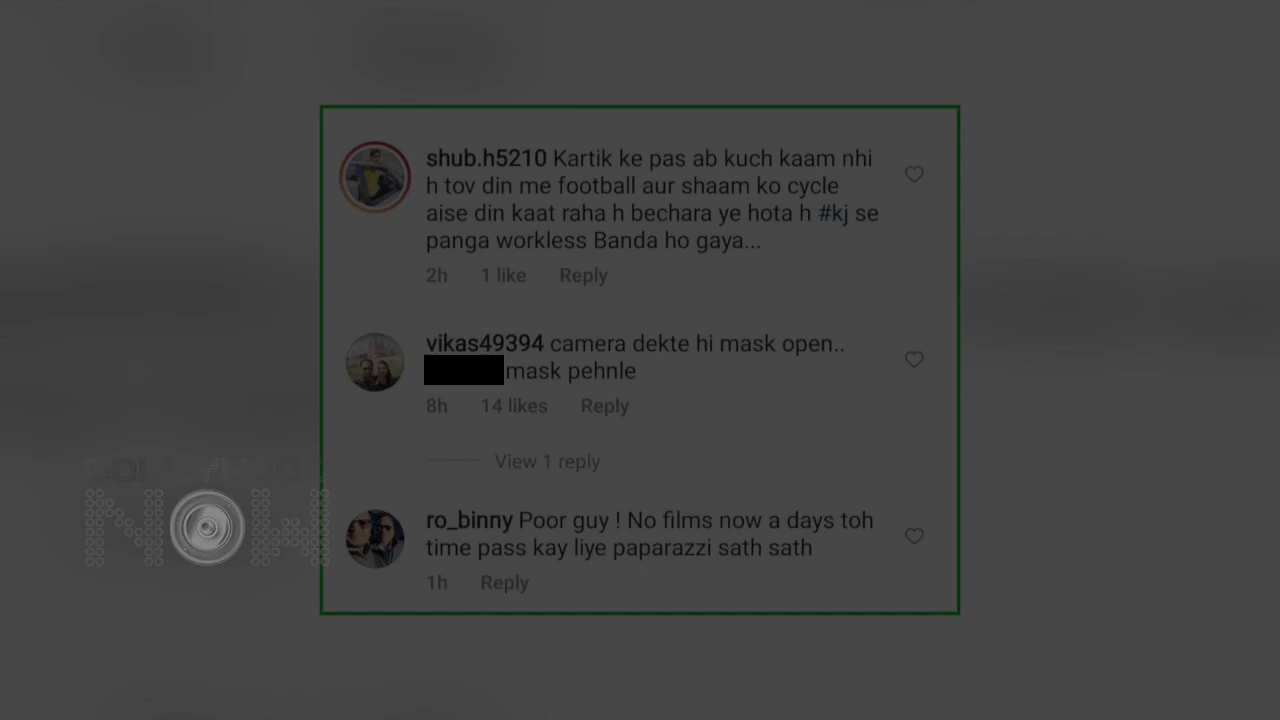 shub.h5210 Kartik ke pas ab kuch kaam nhi
h tov din me football aur shaam ko cycle
aise din kaat raha h bechara ye hota h #kj se
panga workless Banda ho gaya...
2h 1 like Reply
vikas49394 camera dekte hi mask open..
mask pehnle
8h 14 likes Reply
View 1 reply
ro_binny Poor guy ! No films now a days toh
time pass kay liye paparazzi sath sath
1h Reply
NOW